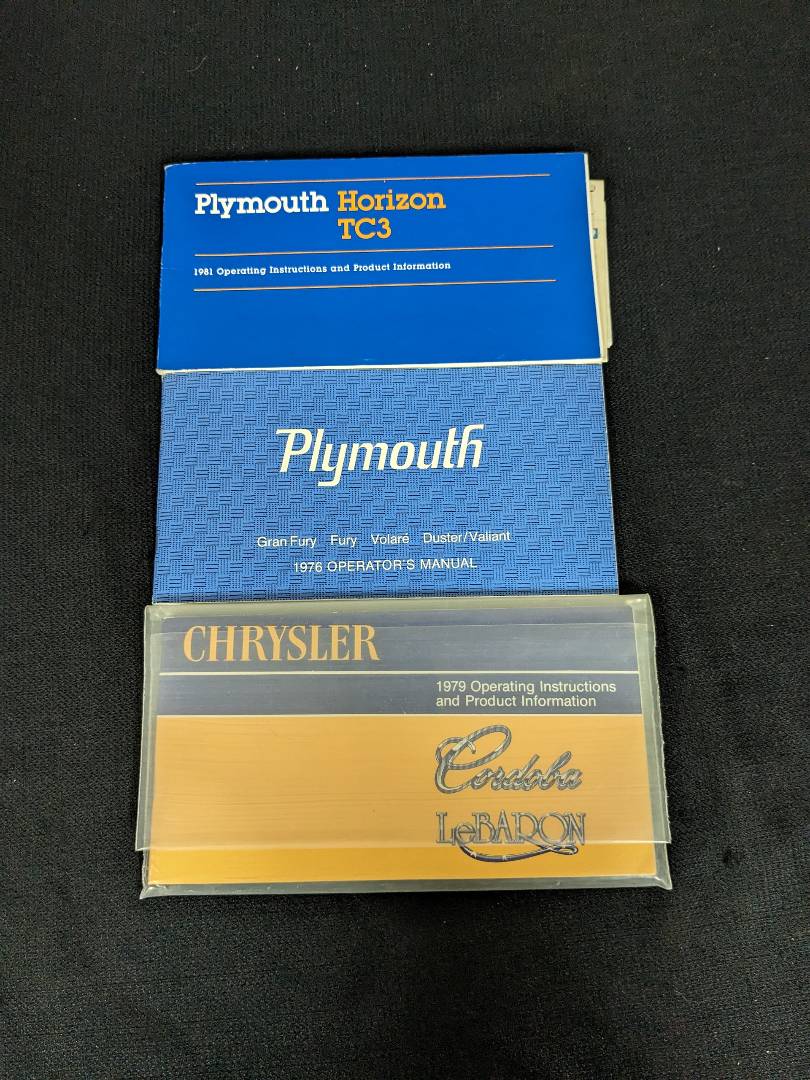 Plymouth Horizon
TC3
1981 Operating Instructions and Product Information
Plymouth
Gran Fury Fury Volaré Duster/Valiant
1976 OPERATOR'S MANUAL
CHRYSLER
1979 Operating Instructions
and Product Information
Cordoba
LeBARON